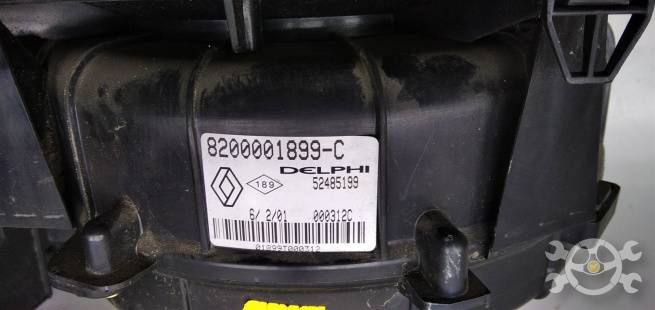 8200001899-C
DELPHI
189 52485199
6/ 2/01 000312C
01899T000312